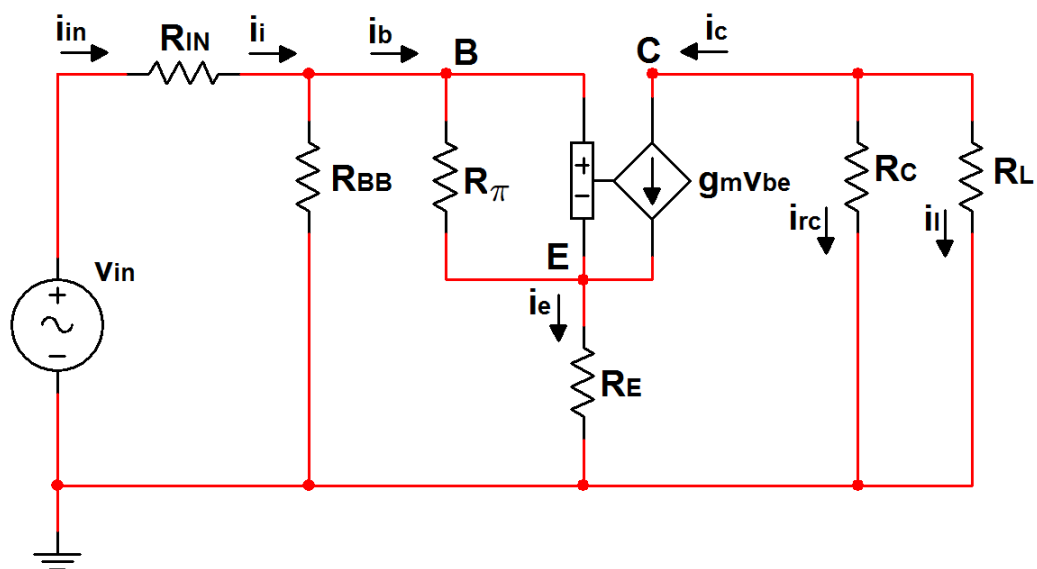 iin
RIN
ii
ib
B
C
ic
RBB
Rπ
+
−
gmvbe
RC
RL
irc
il
E
vin
+
−
ie
RE